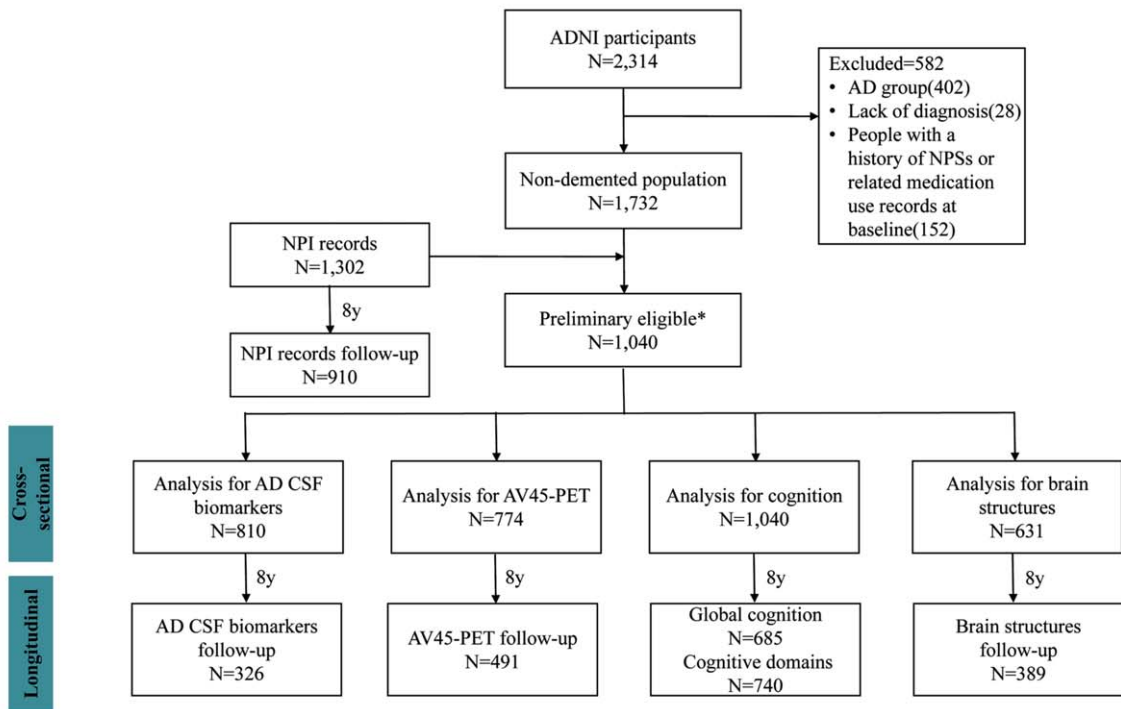 ADNI participants
N=2,314
Excluded=582
• AD group(402)
• Lack of diagnosis(28)
• People with a
history of NPSs or
related medication
use records at
baseline(152)
Non-demented population
N=1,732
NPI records
N=1,302
8y
Preliminary eligible*
N=1,040
NPI records follow-up
N=910
Cross-
sectional
Analysis for AD CSF
biomarkers
N=810
Analysis for AV45-PET
N=774
Analysis for cognition
N=1,040
Analysis for brain
structures
N=631
8y
8y
8y
8y
Longitudinal
AD CSF biomarkers
follow-up
N=326
AV45-PET follow-up
N=491
Global cognition
N=685
Cognitive domains
N=740
Brain structures
follow-up
N=389